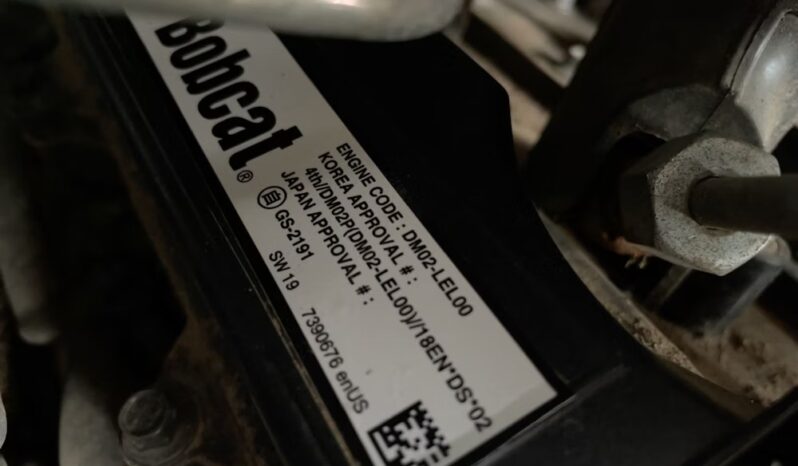 Bobcat®
ENGINE CODE : DM02-LEL00
KOREA APPROVAL # :
4th/DM02P(DM02-LEL00)/18EN*DS*02
JAPAN APPROVAL # :
自 GS-2191
SW 19 7390676 enUS